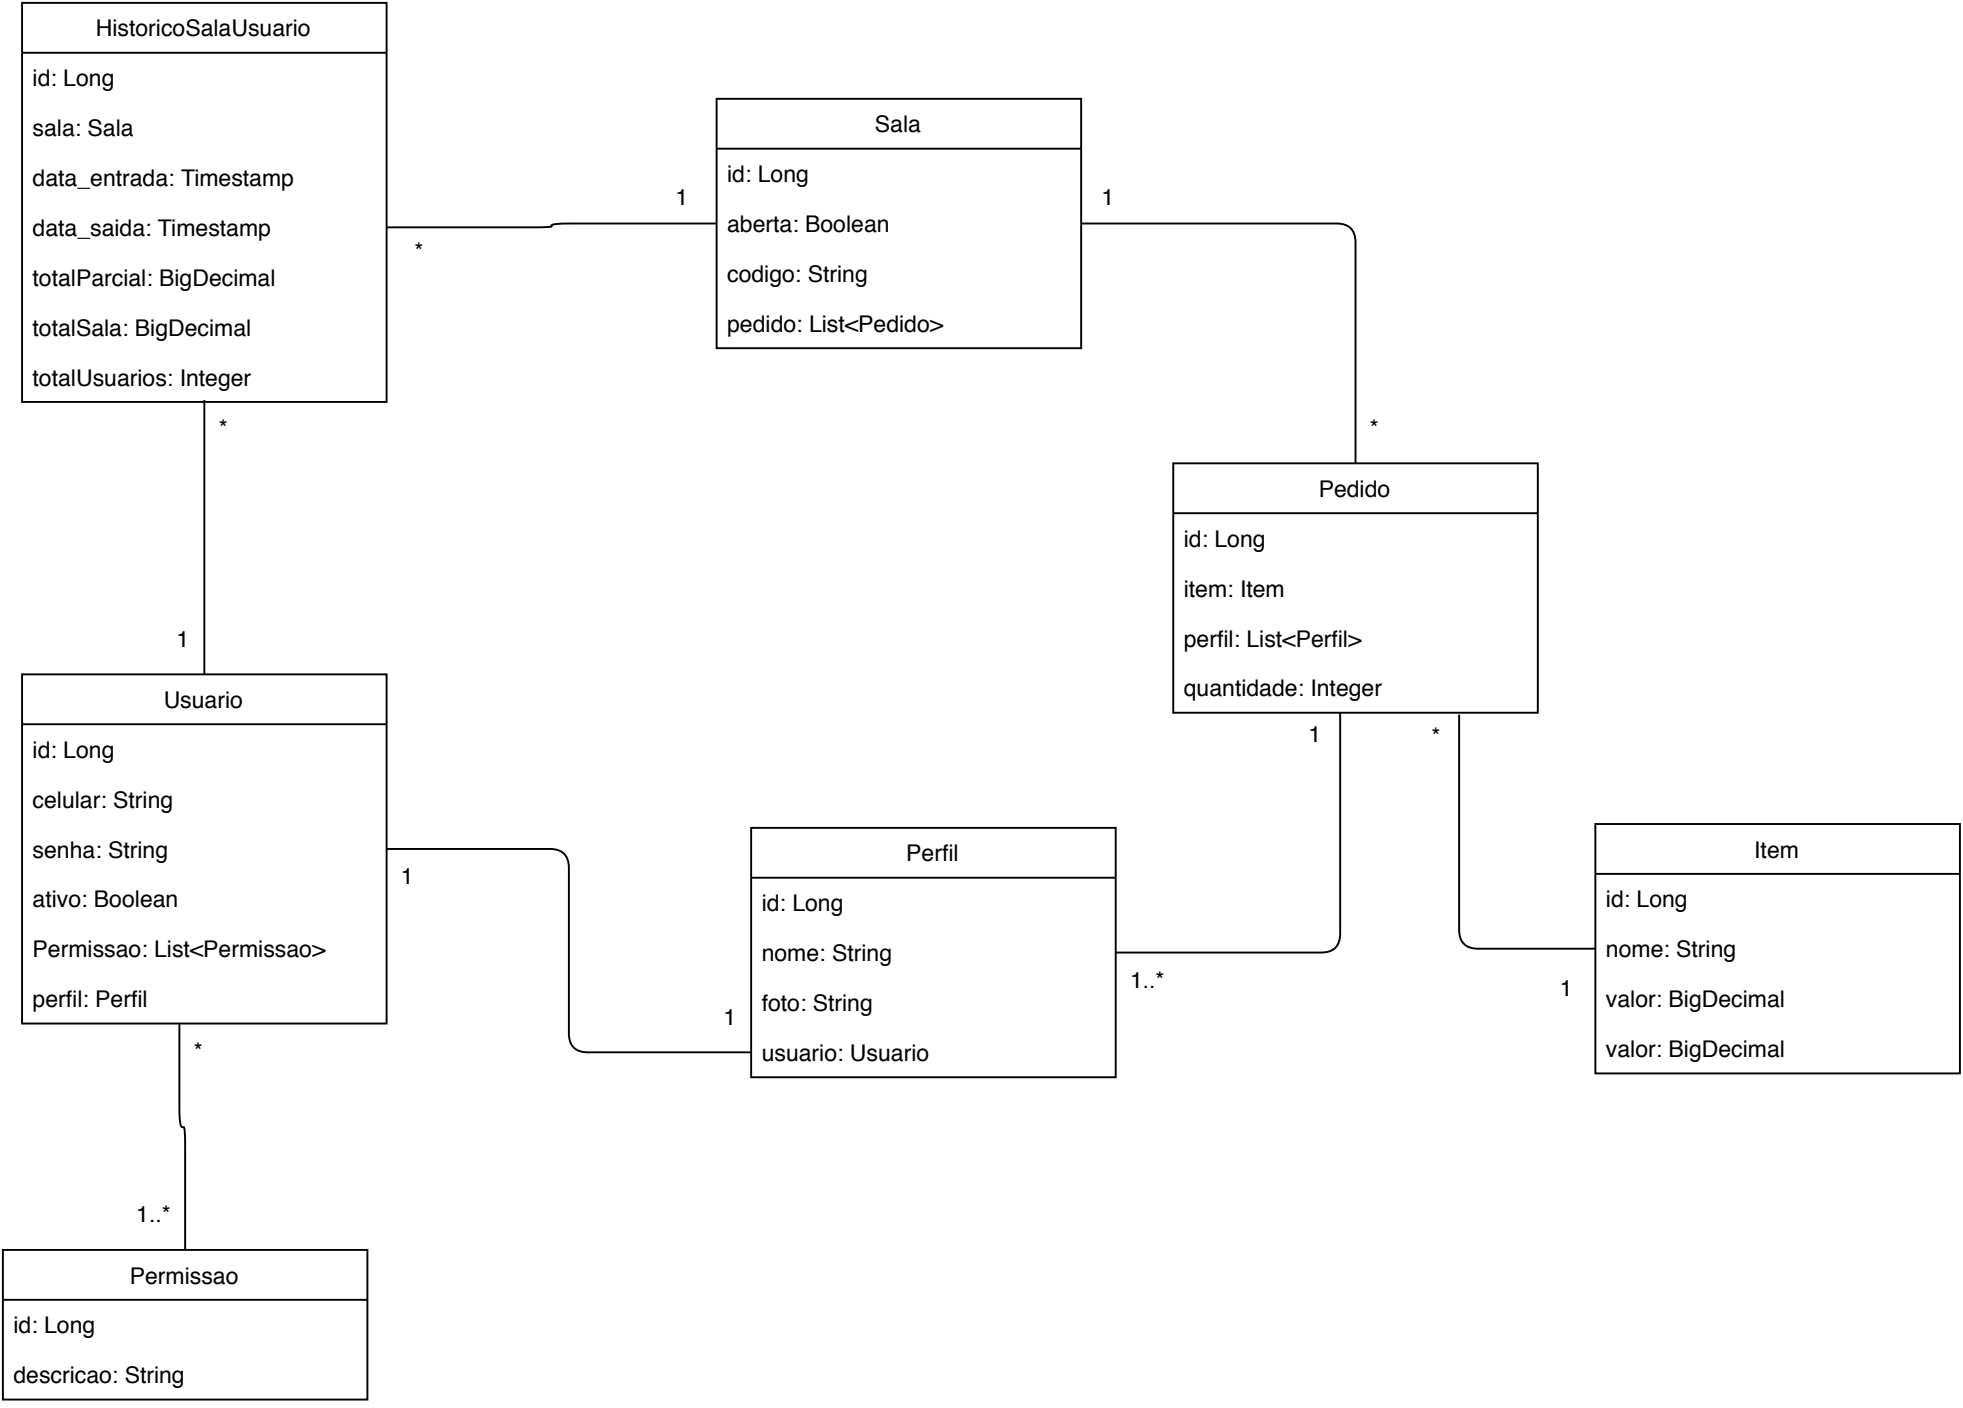 HistoricoSalaUsuario
id: Long
sala: Sala
data_entrada: Timestamp
data_saida: Timestamp
totalParcial: BigDecimal
totalSala: BigDecimal
totalUsuarios: Integer
*
1
Sala
id: Long
aberta: Boolean
codigo: String
pedido: List<Pedido>
1
*
*
1
Pedido
id: Long
item: Item
perfil: List<Perfil>
quantidade: Integer
1
*
Usuario
id: Long
celular: String
senha: String
ativo: Boolean
Permissao: List<Permissao>
perfil: Perfil
1
1
*
Perfil
id: Long
nome: String
foto: String
usuario: Usuario
1..*
1
Item
id: Long
nome: String
valor: BigDecimal
valor: BigDecimal
1..*
Permissao
id: Long
descricao: String